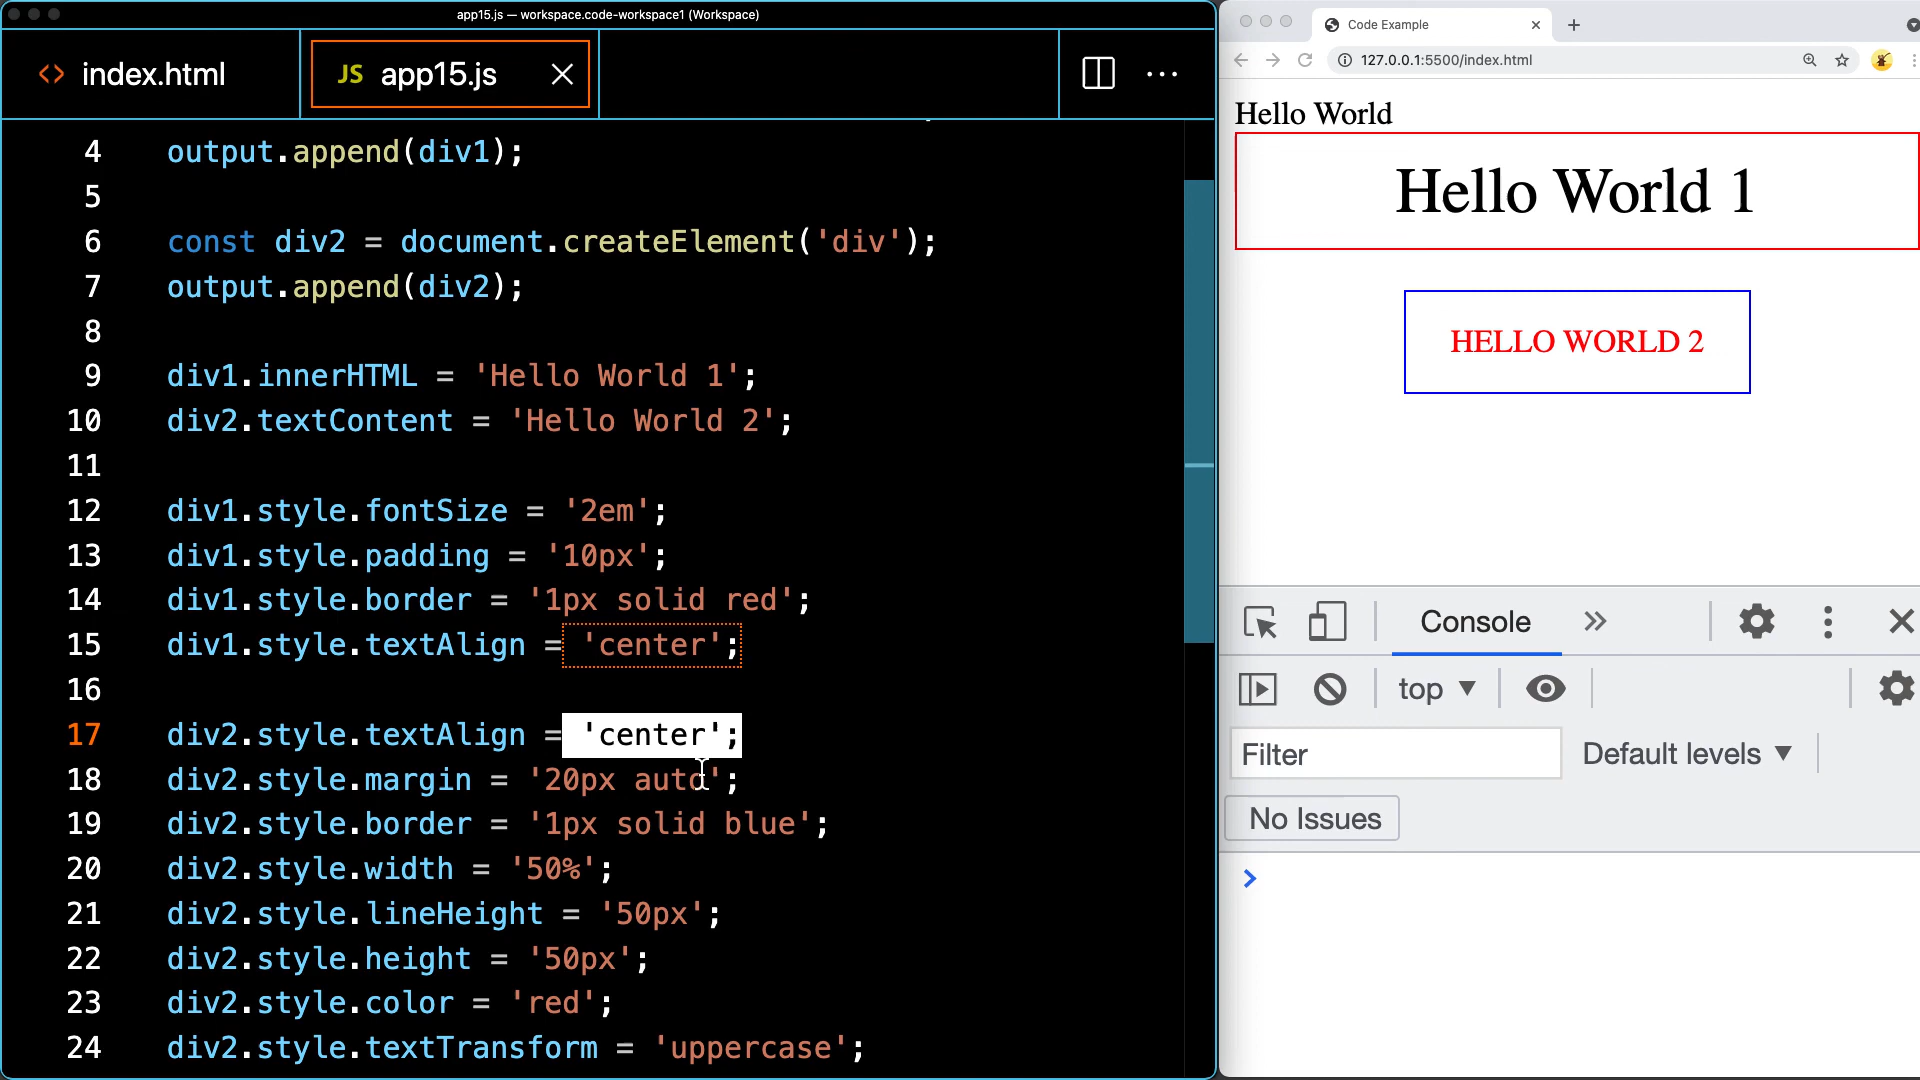 app15.js — workspace.code-workspace1 (Workspace)
<> index.html
JS app15.js
4 output.append(div1);
5
6 const div2 = document.createElement('div');
7 output.append(div2);
8
9 div1.innerHTML = 'Hello World 1';
10 div2.textContent = 'Hello World 2';
11
12 div1.style.fontSize = '2em';
13 div1.style.padding = '10px';
14 div1.style.border = '1px solid red';
15 div1.style.textAlign = 'center';
16
17 div2.style.textAlign = 'center';
18 div2.style.margin = '20px auto';
19 div2.style.border = '1px solid blue';
20 div2.style.width = '50%';
21 div2.style.lineHeight = '50px';
22 div2.style.height = '50px';
23 div2.style.color = 'red';
24 div2.style.textTransform = 'uppercase';
Code Example
127.0.0.1:5500/index.html
Hello World
Hello World 1
HELLO WORLD 2
Console
top
Filter
Default levels
No Issues